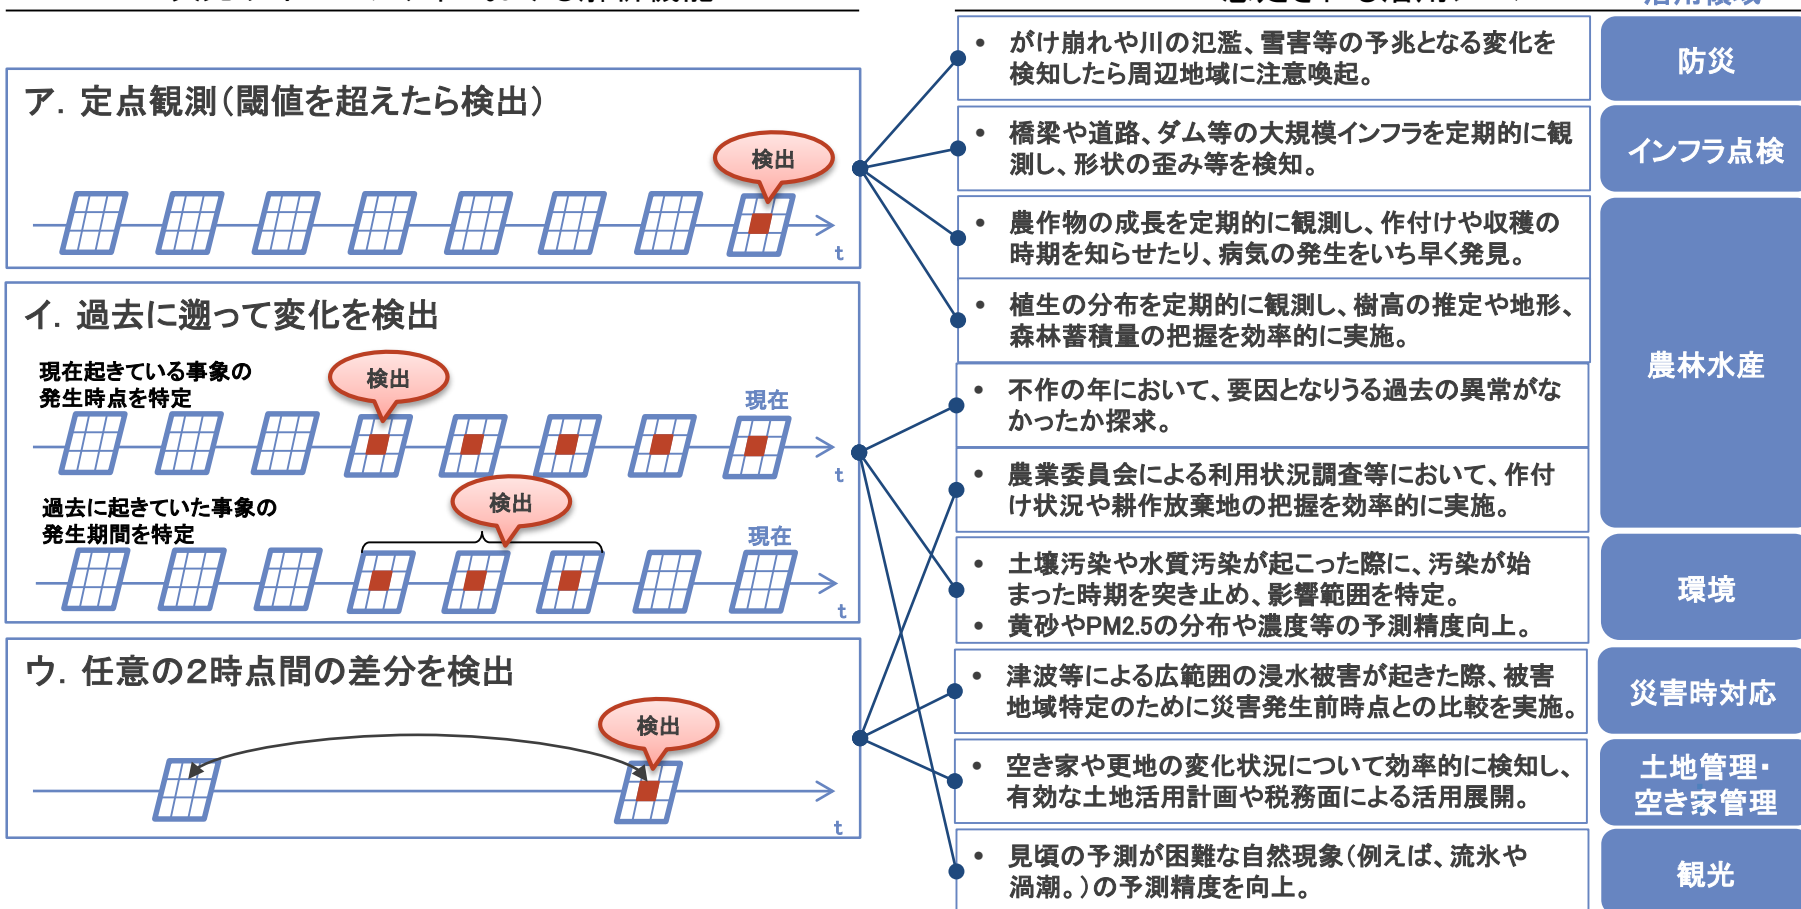 ア．定点観測（閾値を超えたら検出）
検出
t
イ．過去に遡って変化を検出
現在起きている事象の
発生時点を特定
検出
現在
t
過去に起きていた事象の
発生期間を特定
検出
現在
t
ウ．任意の２時点間の差分を検出
検出
t
• がけ崩れや川の氾濫、雪害等の予兆となる変化を
検知したら周辺地域に注意喚起。
防災
• 橋梁や道路、ダム等の大規模インフラを定期的に観
測し、形状の歪み等を検知。
インフラ点検
• 農作物の成長を定期的に観測し、作付けや収穫の
時期を知らせたり、病気の発生をいち早く発見。
• 植生の分布を定期的に観測し、樹高の推定や地形、
森林蓄積量の把握を効率的に実施。
• 不作の年において、要因となりうる過去の異常がな
かったか探求。
• 農業委員会による利用状況調査等において、作付
け状況や耕作放棄地の把握を効率的に実施。
農林水産
• 土壌汚染や水質汚染が起こった際に、汚染が始
まった時期を突き止め、影響範囲を特定。
• 黄砂やPM2.5の分布や濃度等の予測精度向上。
環境
• 津波等による広範囲の浸水被害が起きた際、被害
地域特定のために災害発生前時点との比較を実施。
災害時対応
• 空き家や更地の変化状況について効率的に検知し、
有効な土地活用計画や税務面による活用展開。
土地管理・
空き家管理
• 見頃の予測が困難な自然現象（例えば、流氷や
渦潮。）の予測精度を向上。
観光